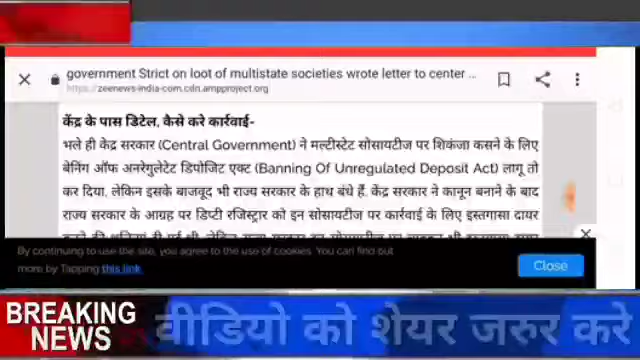 government Strict on loot of multistate societies wrote letter to center ...
https://zeenews-india-com.cdn.ampproject.org
केंद्र के पास डिटेल, कैसे करे कार्रवाई-
भले ही केंद्र सरकार (Central Government) ने मल्टीस्टेट सोसायटीज पर शिकंजा कसने के लिए
बेनिंग ऑफ अनरेगुलेटेट डिपोजिट एक्ट (Banning Of Unregulated Deposit Act) लागू तो
कर दिया, लेकिन इसके बावजूद भी राज्य सरकार के हाथ बंधे हैं. केंद्र सरकार ने कानून बनाने के बाद
राज्य सरकार के आग्रह पर डिप्टी रजिस्ट्रार को इन सोसायटीज पर कार्रवाई के लिए इस्तगासा दायर
By continuing to use the site, you agree to the use of cookies. You can find out
more by Tapping this link
Close
BREAKING
NEWS
वीडियो को शेयर जरुर करे